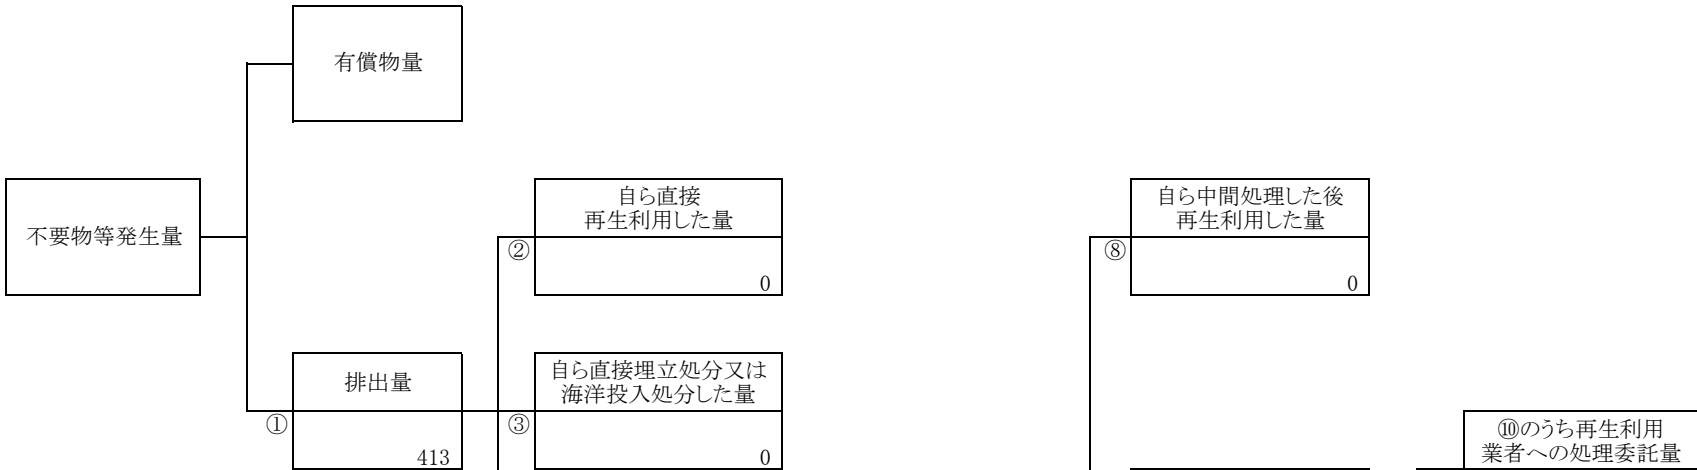 有償物量
不要物等発生量
自ら直接
再生利用した量
②
0
自ら中間処理した後
再生利用した量
⑧
0
排出量
①
413
自ら直接埋立処分又は
海洋投入処分した量
③
0
⑩のうち再生利用
業者への処理委託量